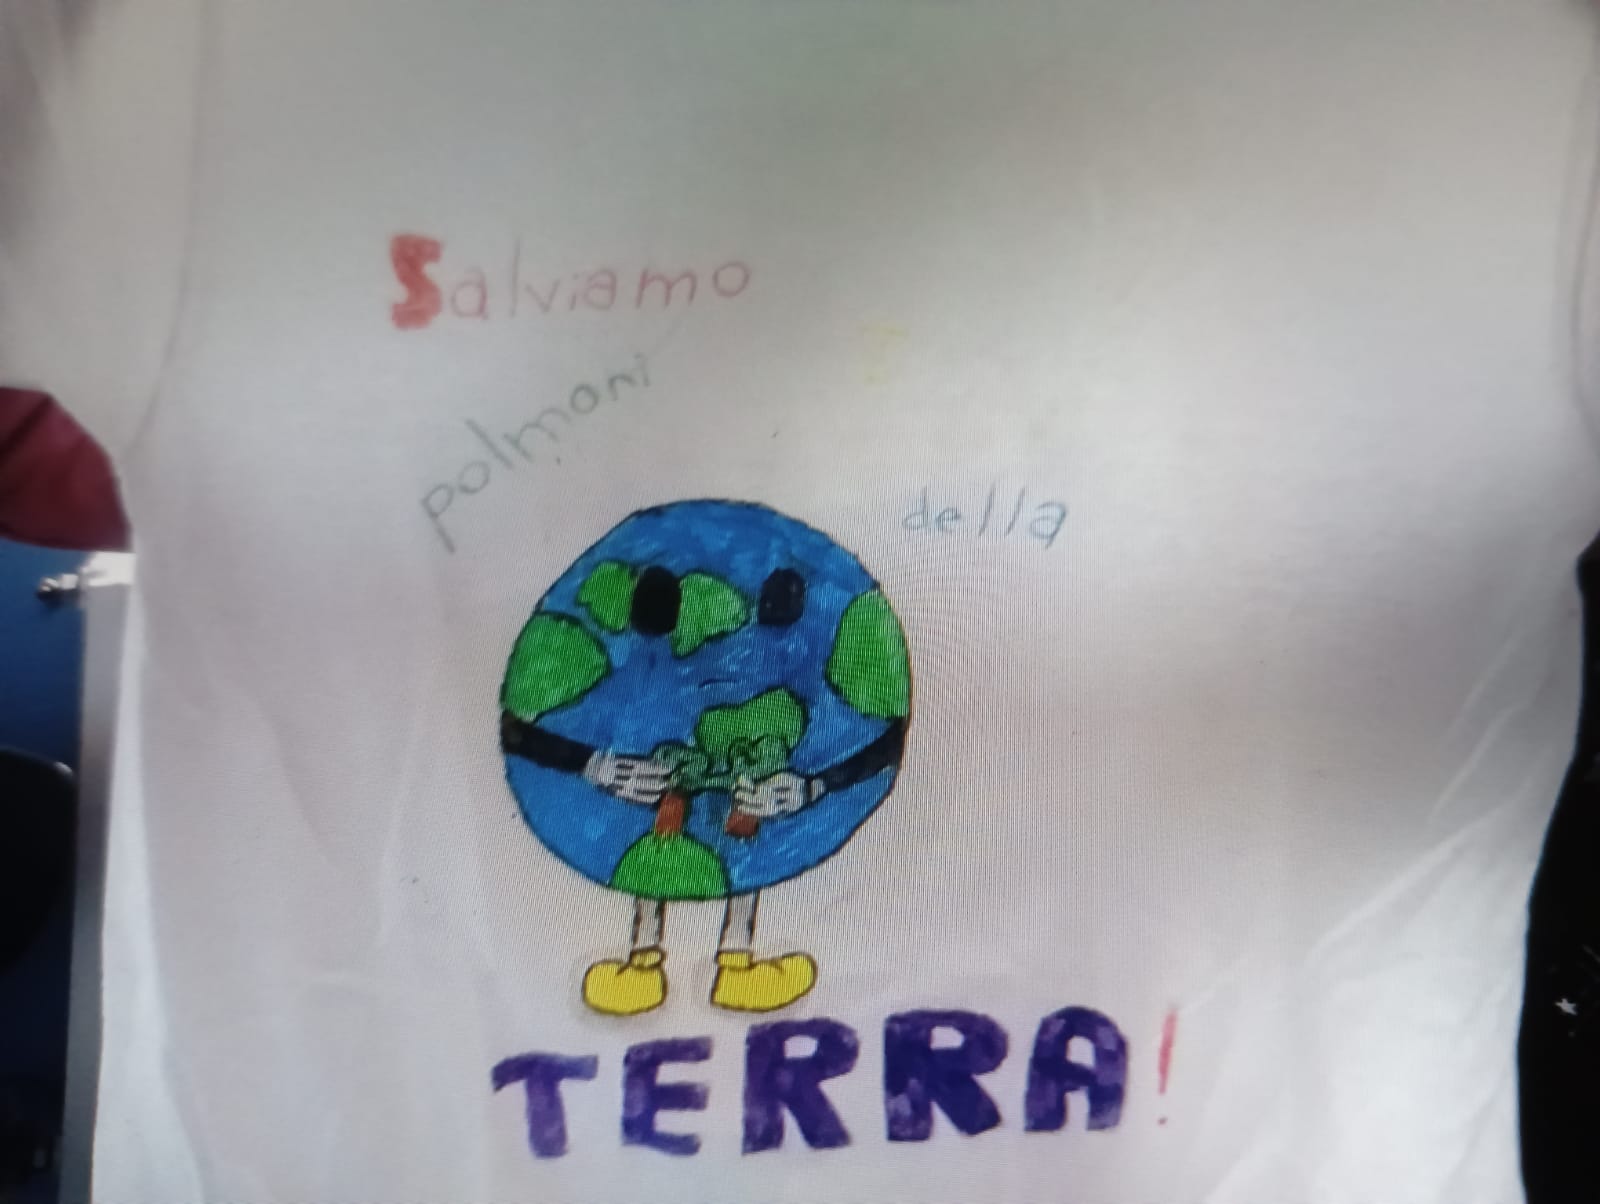 Salviamo
i
polmoni
della
TERRA!